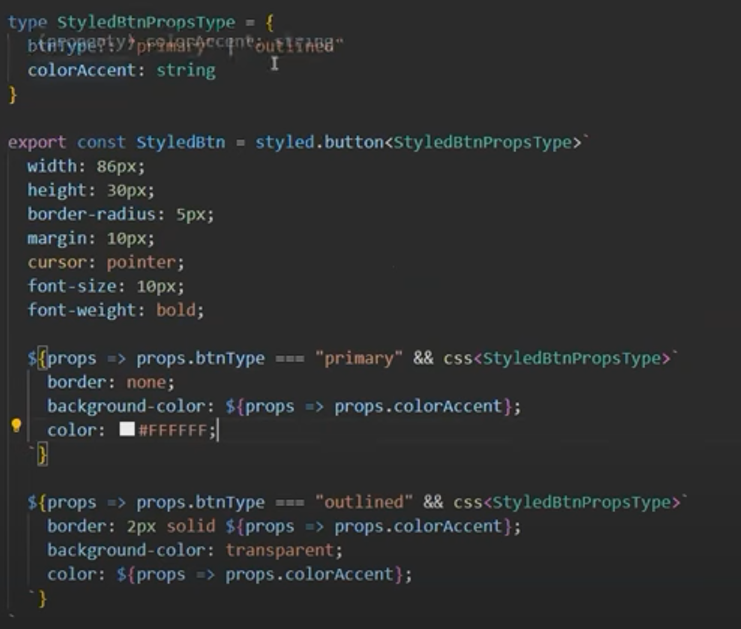 type StyledBtnPropsType = {
btnType: "primary" | "outlined"
colorAccent: string
}
export const StyledBtn = styled.button<StyledBtnPropsType>`
width: 86px;
height: 30px;
border-radius: 5px;
margin: 10px;
cursor: pointer;
font-size: 10px;
font-weight: bold;
${props => props.btnType === "primary" && css<StyledBtnPropsType>`
border: none;
background-color: ${props => props.colorAccent};
color: #FFFFFF;
`}
${props => props.btnType === "outlined" && css<StyledBtnPropsType>`
border: 2px solid ${props => props.colorAccent};
background-color: transparent;
color: ${props => props.colorAccent};
`}
`